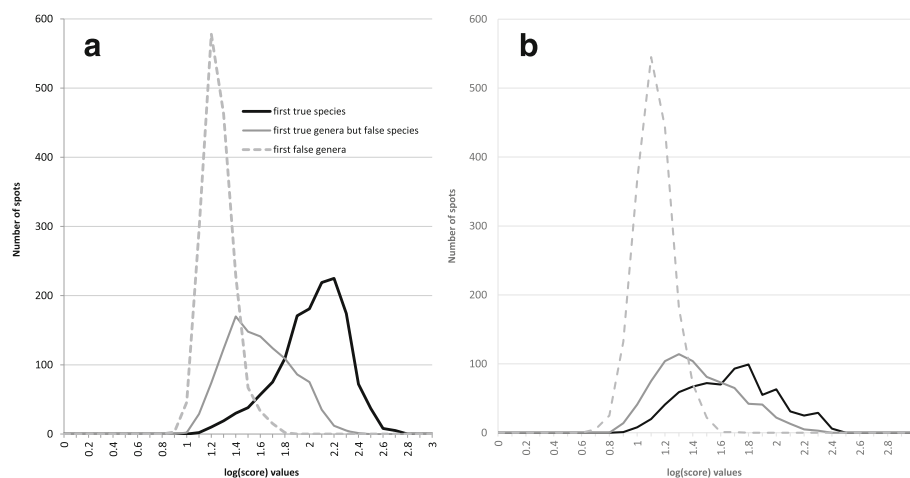 a
600
500
400
300
200
100
0
Number of spots
first true species
first true genera but false species
first false genera
0 0.2 0.4 0.6 0.8 1 1.2 1.4 1.6 1.8 2 2.2 2.4 2.6 2.8 3
log(score) values
b
600
500
400
300
200
100
0
Number of spots
0 0.2 0.4 0.6 0.8 1 1.2 1.4 1.6 1.8 2 2.2 2.4 2.6 2.8
log(score) values